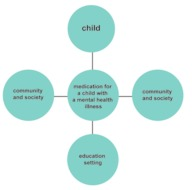 child
community
and society
medication for
a child with
a mental health
illness
community
and society
education
setting